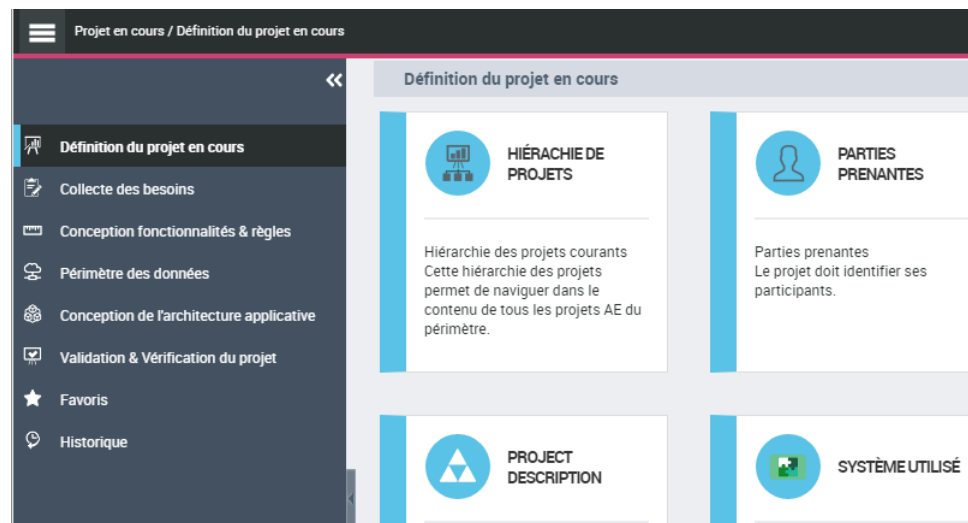 Projet en cours / Définition du projet en cours
Définition du projet en cours
Collecte des besoins
Conception fonctionnalités & règles
Périmètre des données
Conception de l'architecture applicative
Validation & Vérification du projet
Favoris
Historique
Définition du projet en cours
HIÉRACHIE DE
PROJETS
Hiérarchie des projets courants
Cette hiérarchie des projets
permet de naviguer dans le
contenu de tous les projets AE du
périmètre.
PARTIES
PRENANTES
Parties prenantes
Le projet doit identifier ses
participants.
PROJECT
DESCRIPTION
SYSTÈME UTILISÉ